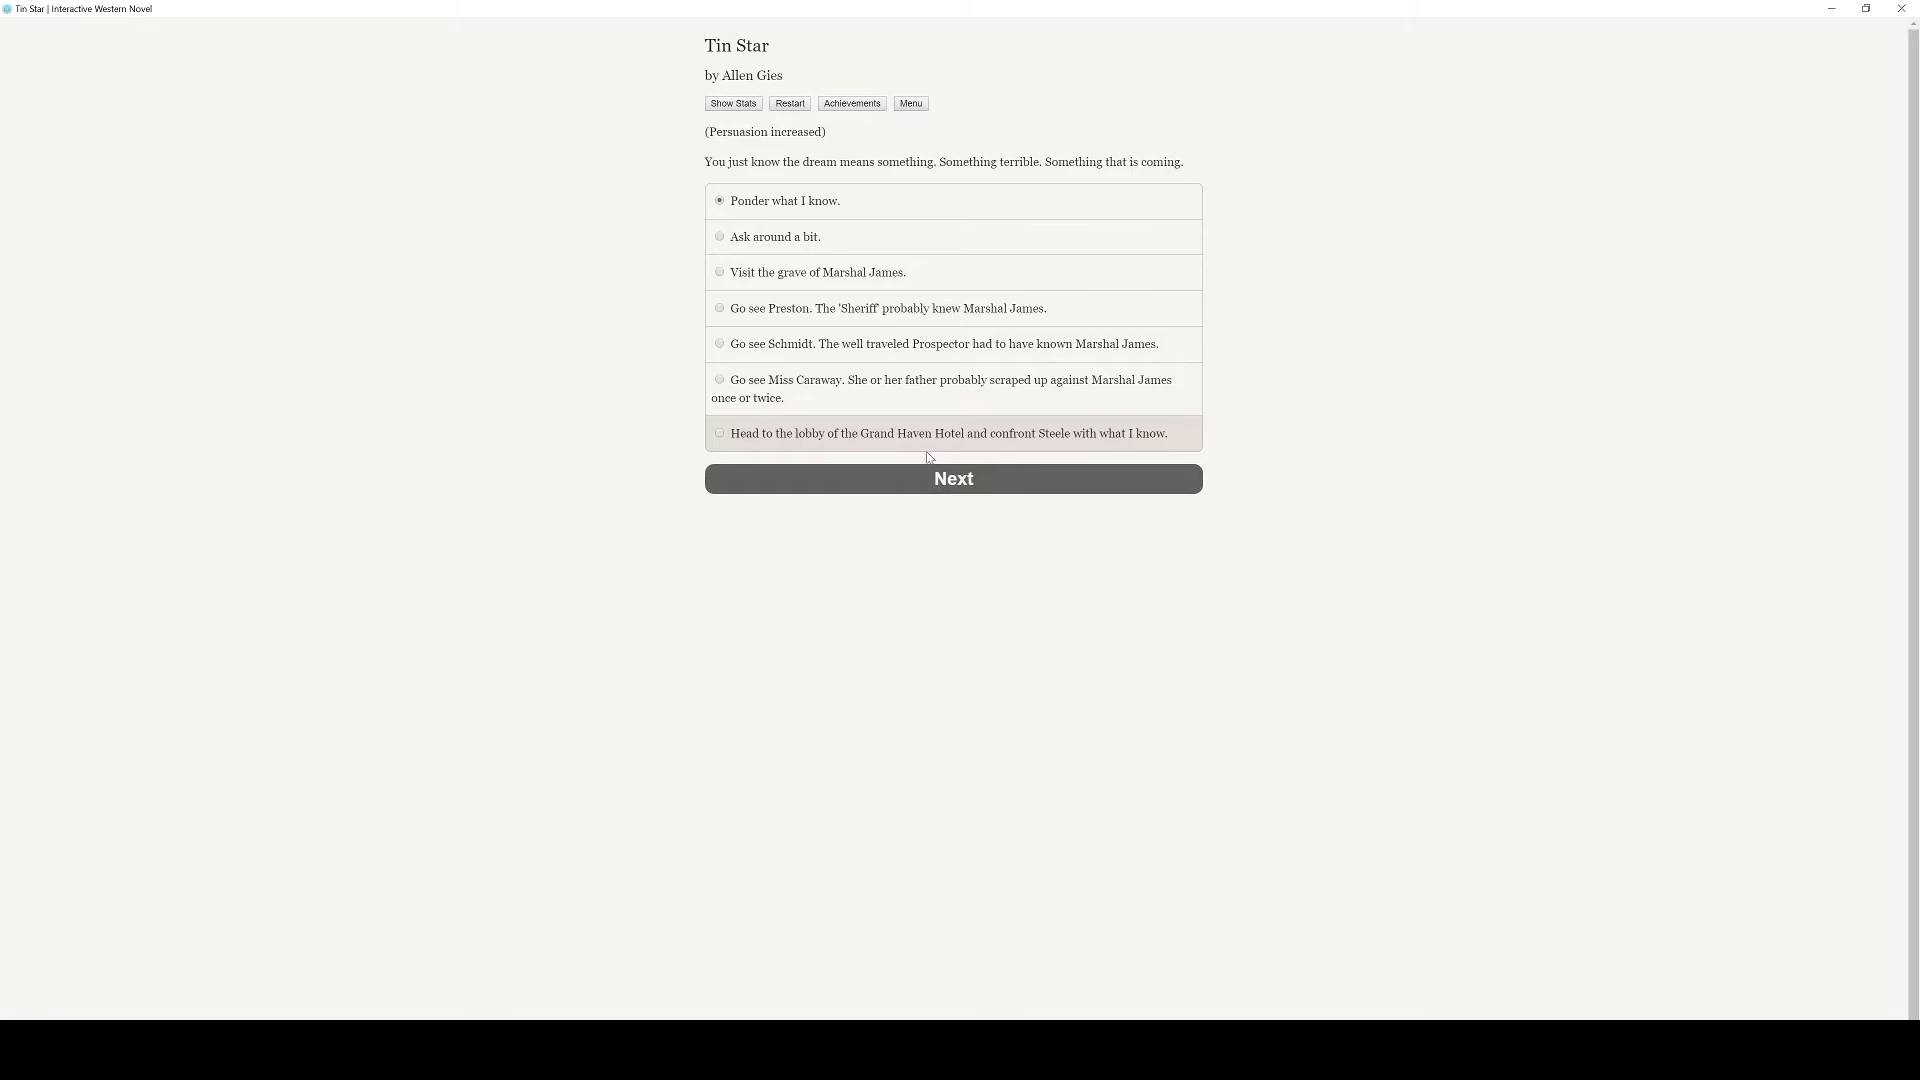 Tin Star | Interactive Western Novel
Tin Star
by Allen Gies
Show Stats Restart Achievements Menu
(Persuasion increased)
You just know the dream means something. Something terrible. Something that is coming.
Ponder what I know.
Ask around a bit.
Visit the grave of Marshal James.
Go see Preston. The 'Sheriff' probably knew Marshal James.
Go see Schmidt. The well traveled Prospector had to have known Marshal James.
Go see Miss Caraway. She or her father probably scraped up against Marshal James
once or twice.
Head to the lobby of the Grand Haven Hotel and confront Steele with what I know.
Next